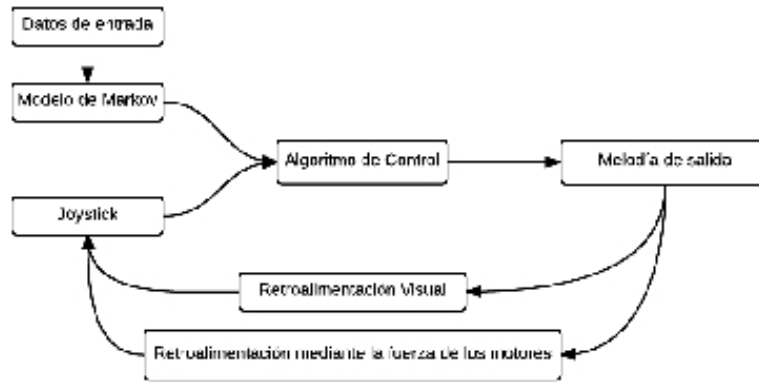 Datos de entrada
Modelo de Markov
Algoritmo de Control
Melodía de salida
Joystick
Retroalimentación Visual
Retroalimentación mediante la fuerza de los motores